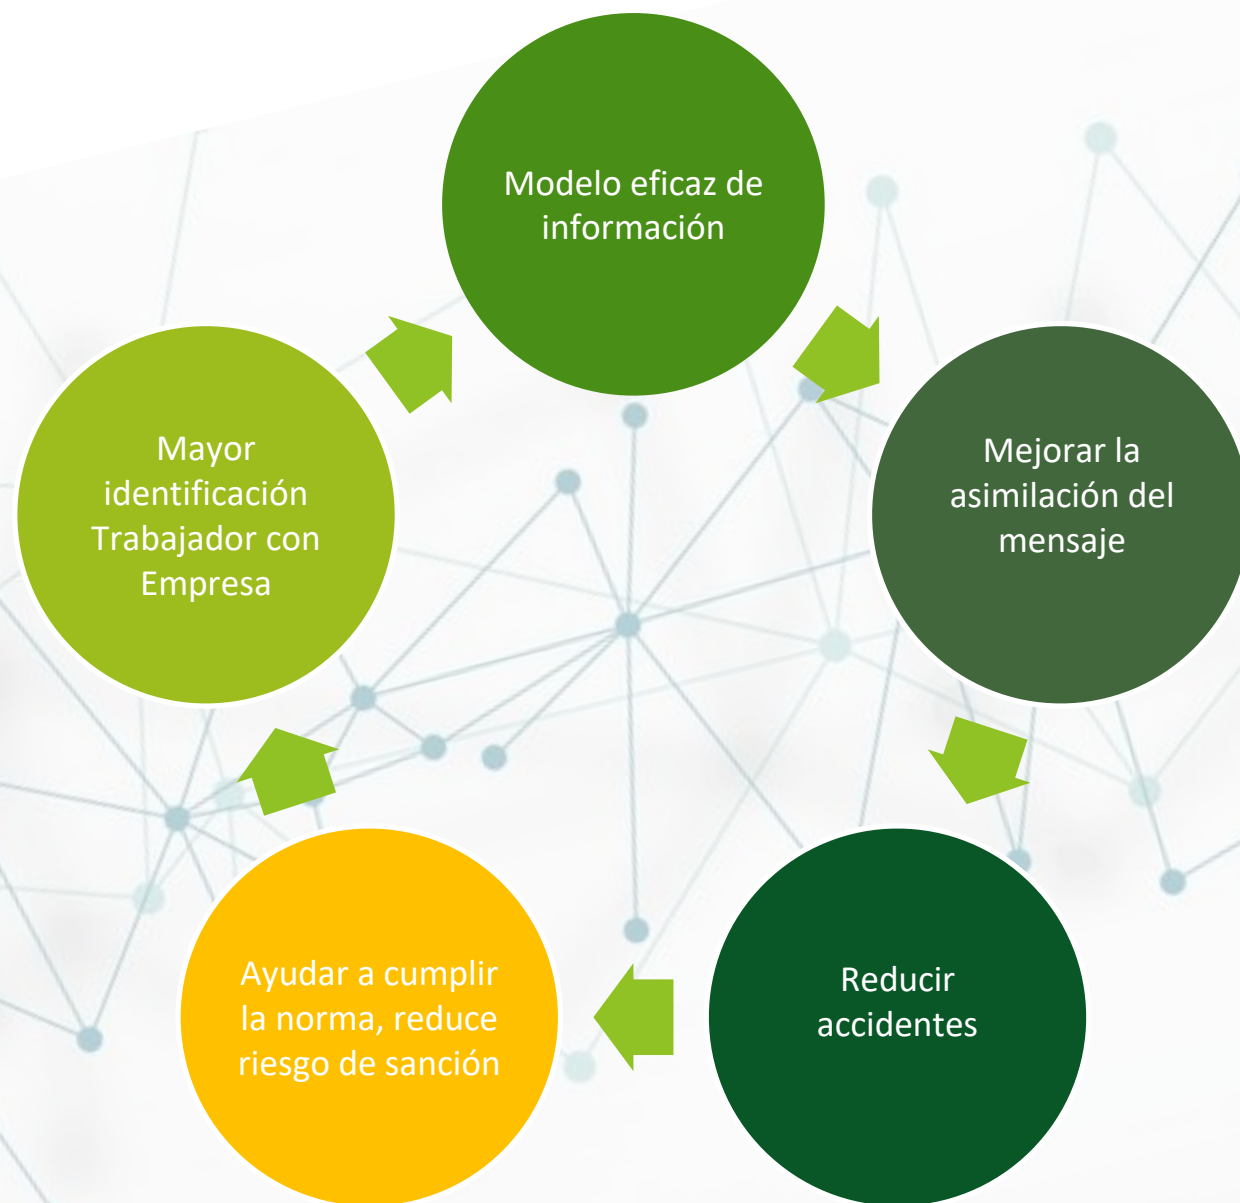 Modelo eficaz de
información
Mejorar la
asimilación del
mensaje
Reducir
accidentes
Ayudar a cumplir
la norma, reduce
riesgo de sanción
Mayor
identificación
Trabajador con
Empresa